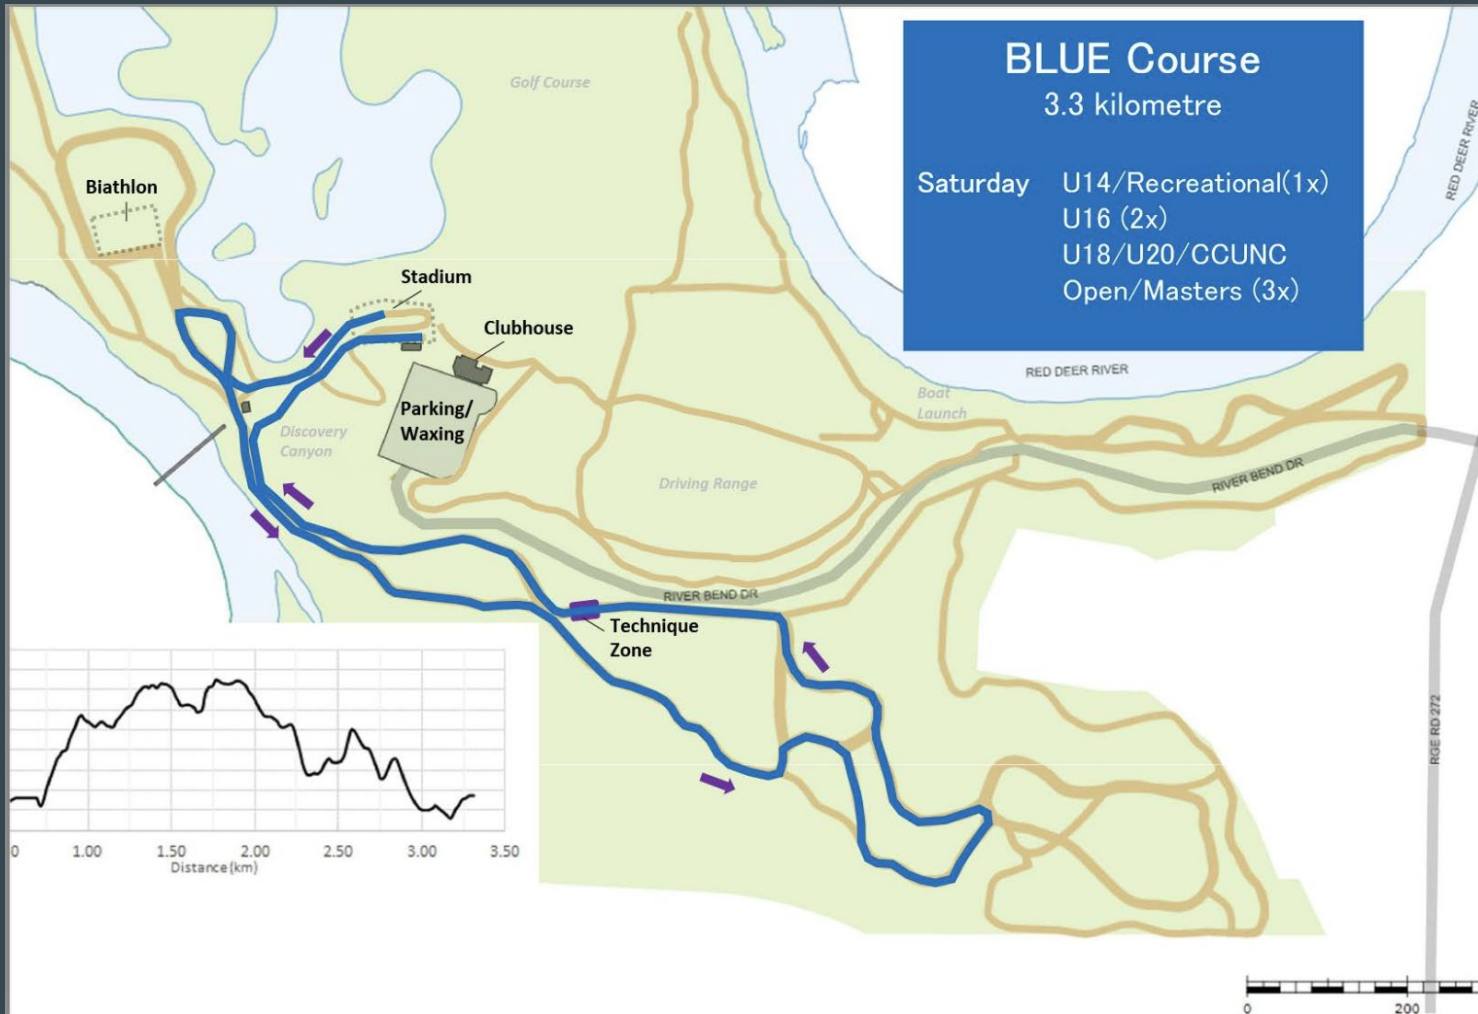 BLUE Course
3.3 kilometre
Saturday U14/Recreational(1x)
U16 (2x)
U18/U20/CCUNC
Open/Masters (3x)
Golf Course
RED DEER RIVER
Biathlon
Stadium
Clubhouse
RED DEER RIVER
Boat
Launch
Parking/
Waxing
Discovery
Canyon
Driving Range
RIVER BEND DR
RIVER BEND DR
Technique
Zone
RGE RD 272
0 1.00 1.50 2.00 2.50 3.00 3.50
Distance(km)
0 200